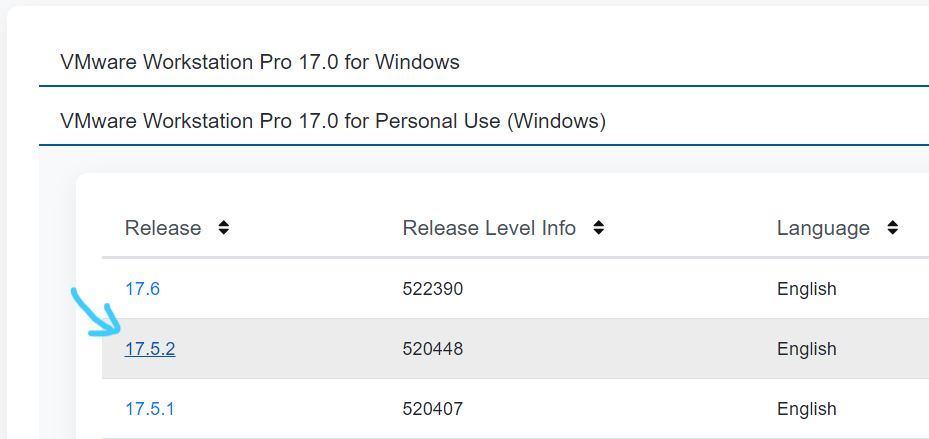 VMware Workstation Pro 17.0 for Windows
VMware Workstation Pro 17.0 for Personal Use (Windows)
Release Release Level Info Language
17.6 522390 English
17.5.2 520448 English
17.5.1 520407 English